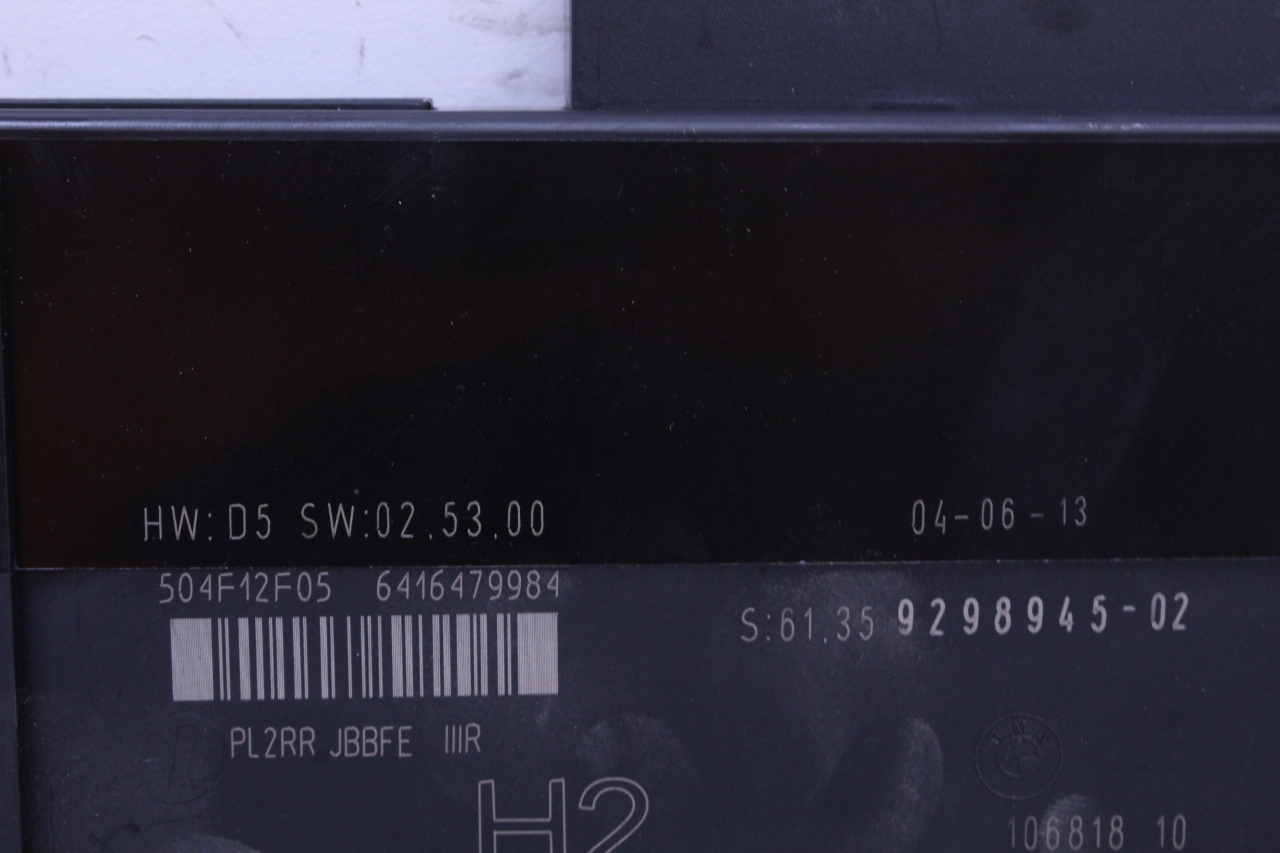 HW: D5 SW:02.53.00 04-06-13
504F12F05 6416479984
S:61.35 9298945-02
PL2RR JBBFE IIIR
BMW
H2
106818 10